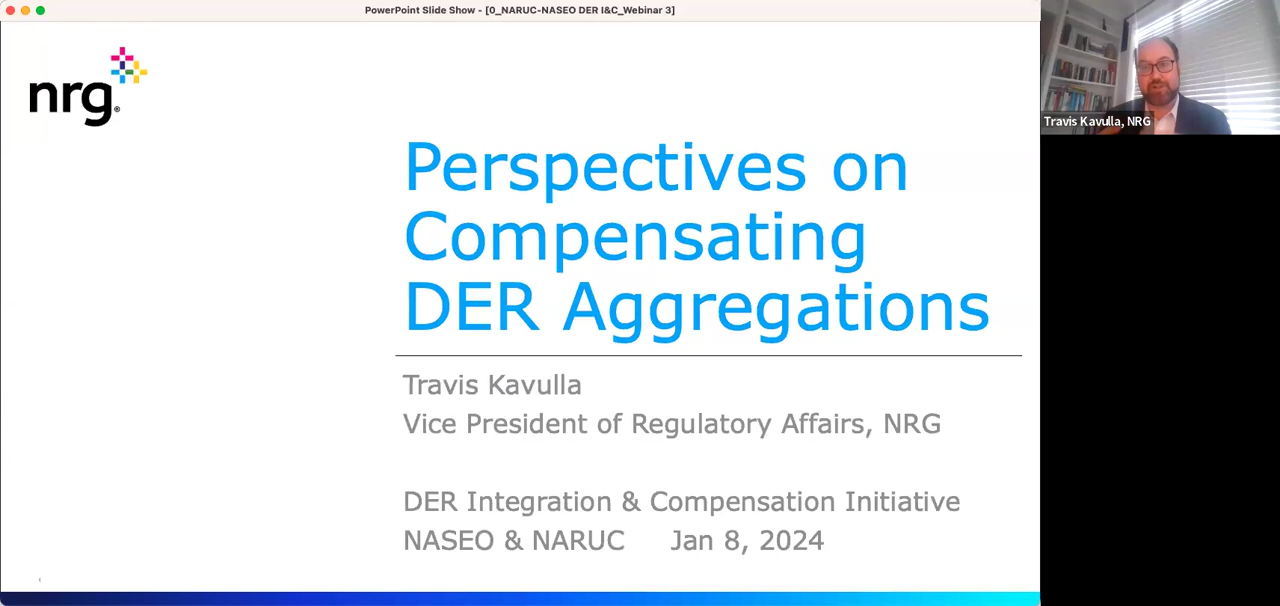 PowerPoint Slide Show - [0_NARUC-NASEO DER I&C_Webinar 3]
nrg®
Perspectives on
Compensating
DER Aggregations
Travis Kavulla
Vice President of Regulatory Affairs, NRG
DER Integration & Compensation Initiative
NASEO & NARUC Jan 8, 2024
Travis Kavulla, NRG